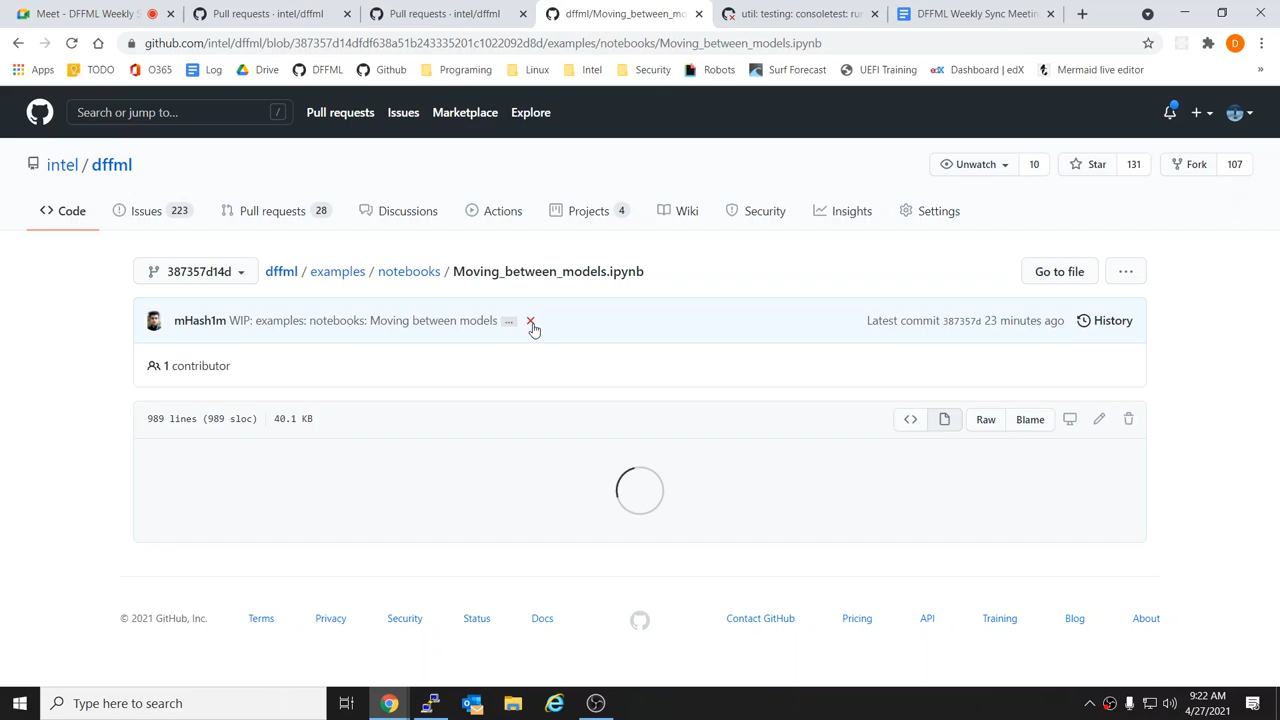 Meet - DFFML Weekly S
Pull requests · intel/dffml
Pull requests · intel/dffml
dffml/Moving_between_mo
util: testing: consoletest: run
DFFML Weekly Sync Meetin
github.com/intel/dffml/blob/387357d14dfdf638a51b243335201c1022092d8d/examples/notebooks/Moving_between_models.ipynb
D
Apps
TODO
O365
Log
Drive
DFFML
Github
Programing
Linux
Intel
Security
Robots
Surf Forecast
UEFI Training
Dashboard | edX
Mermaid live editor
»
Search or jump to...
/
Pull requests
Issues
Marketplace
Explore
intel / dffml
Unwatch 10
Star 131
Fork 107
Code
Issues 223
Pull requests 28
Discussions
Actions
Projects 4
Wiki
Security
Insights
Settings
387357d14d
dffml / examples / notebooks / Moving_between_models.ipynb
Go to file
...
mHash1m WIP: examples: notebooks: Moving between models ...
Latest commit 387357d 23 minutes ago
History
1 contributor
989 lines (989 sloc)
40.1 KB
<>
Raw
Blame
© 2021 GitHub, Inc.
Terms
Privacy
Security
Status
Docs
Contact GitHub
Pricing
API
Training
Blog
About
Type here to search
9:22 AM
4/27/2021